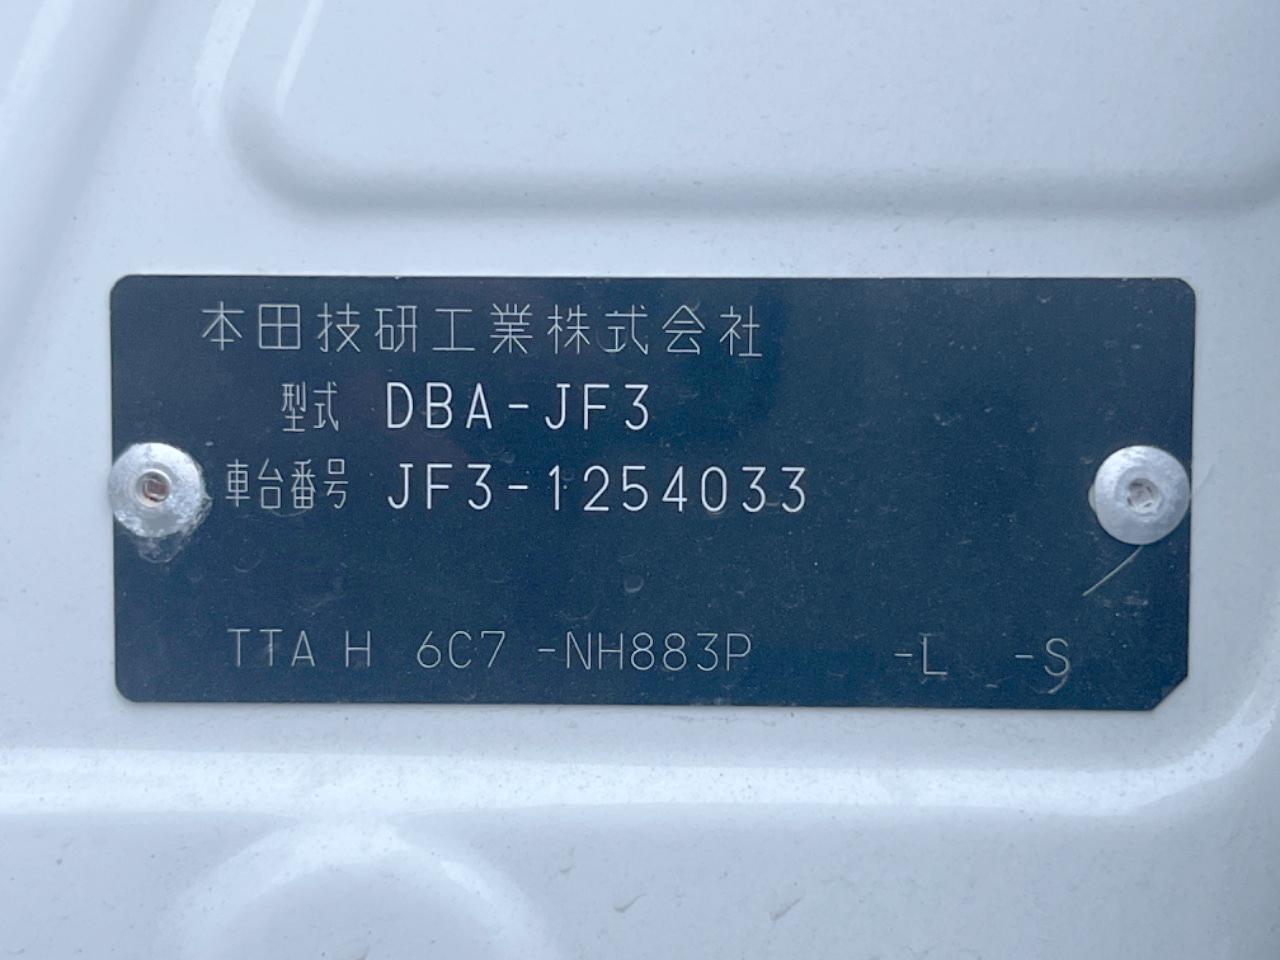 本田技研工業株式会社
型式 DBA-JF3
車台番号 JF3-1254033
TTA H 6C7 -NH883P -L -S